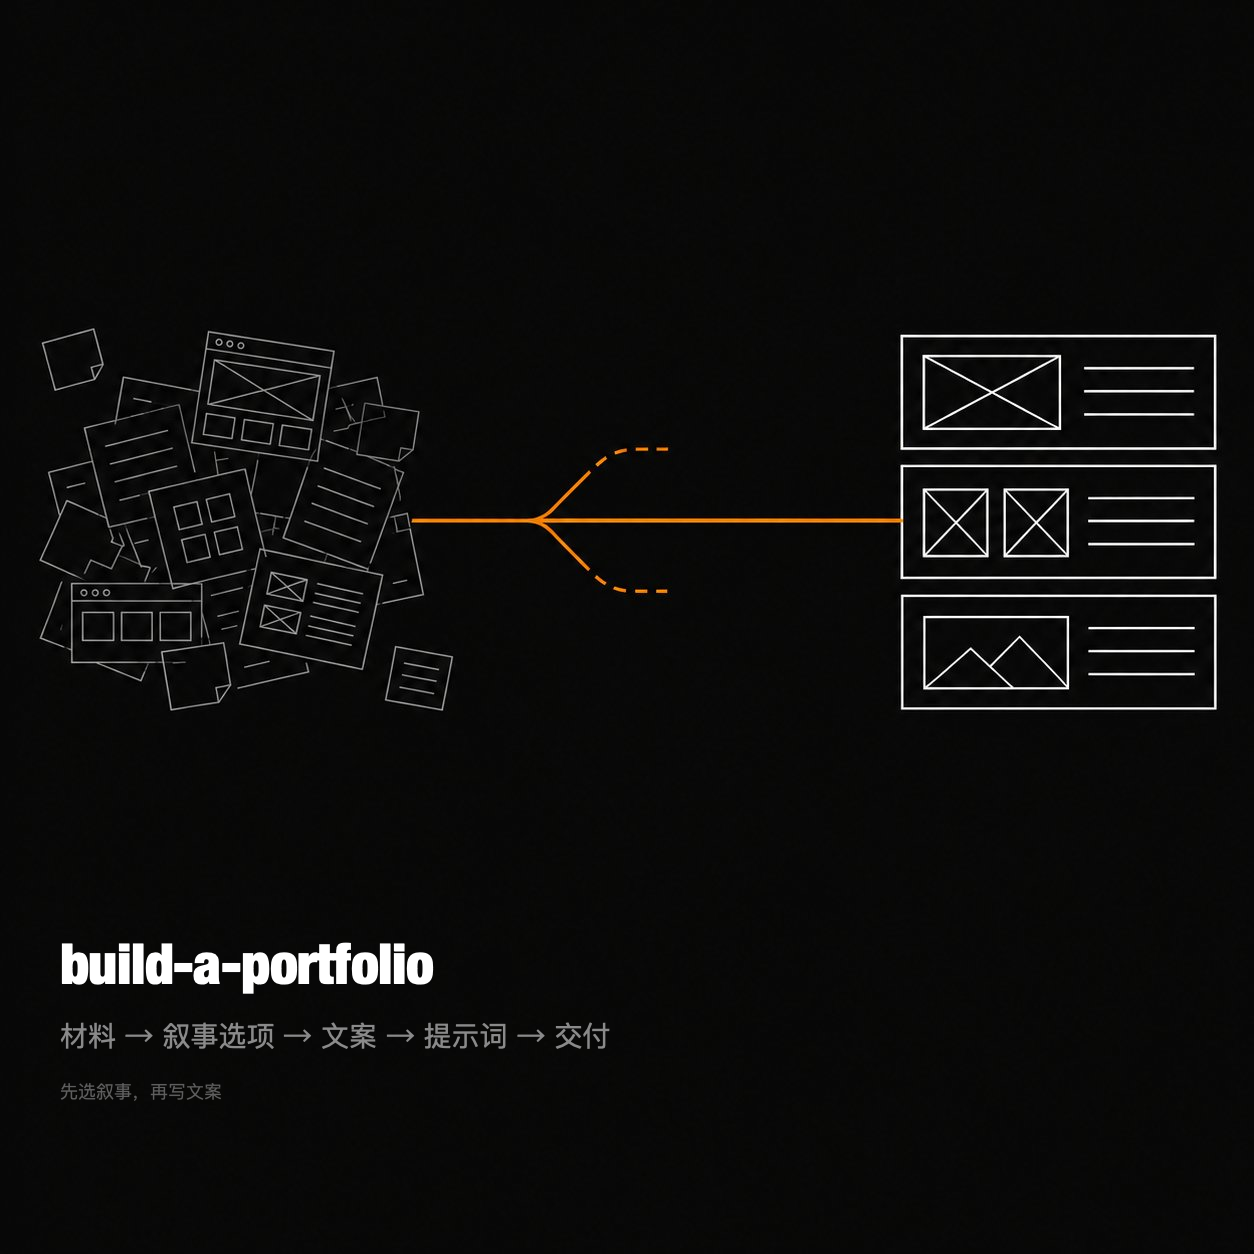 build-a-portfolio
材料 → 叙事选项 → 文案 → 提示词 → 交付
先选叙事，再写文案